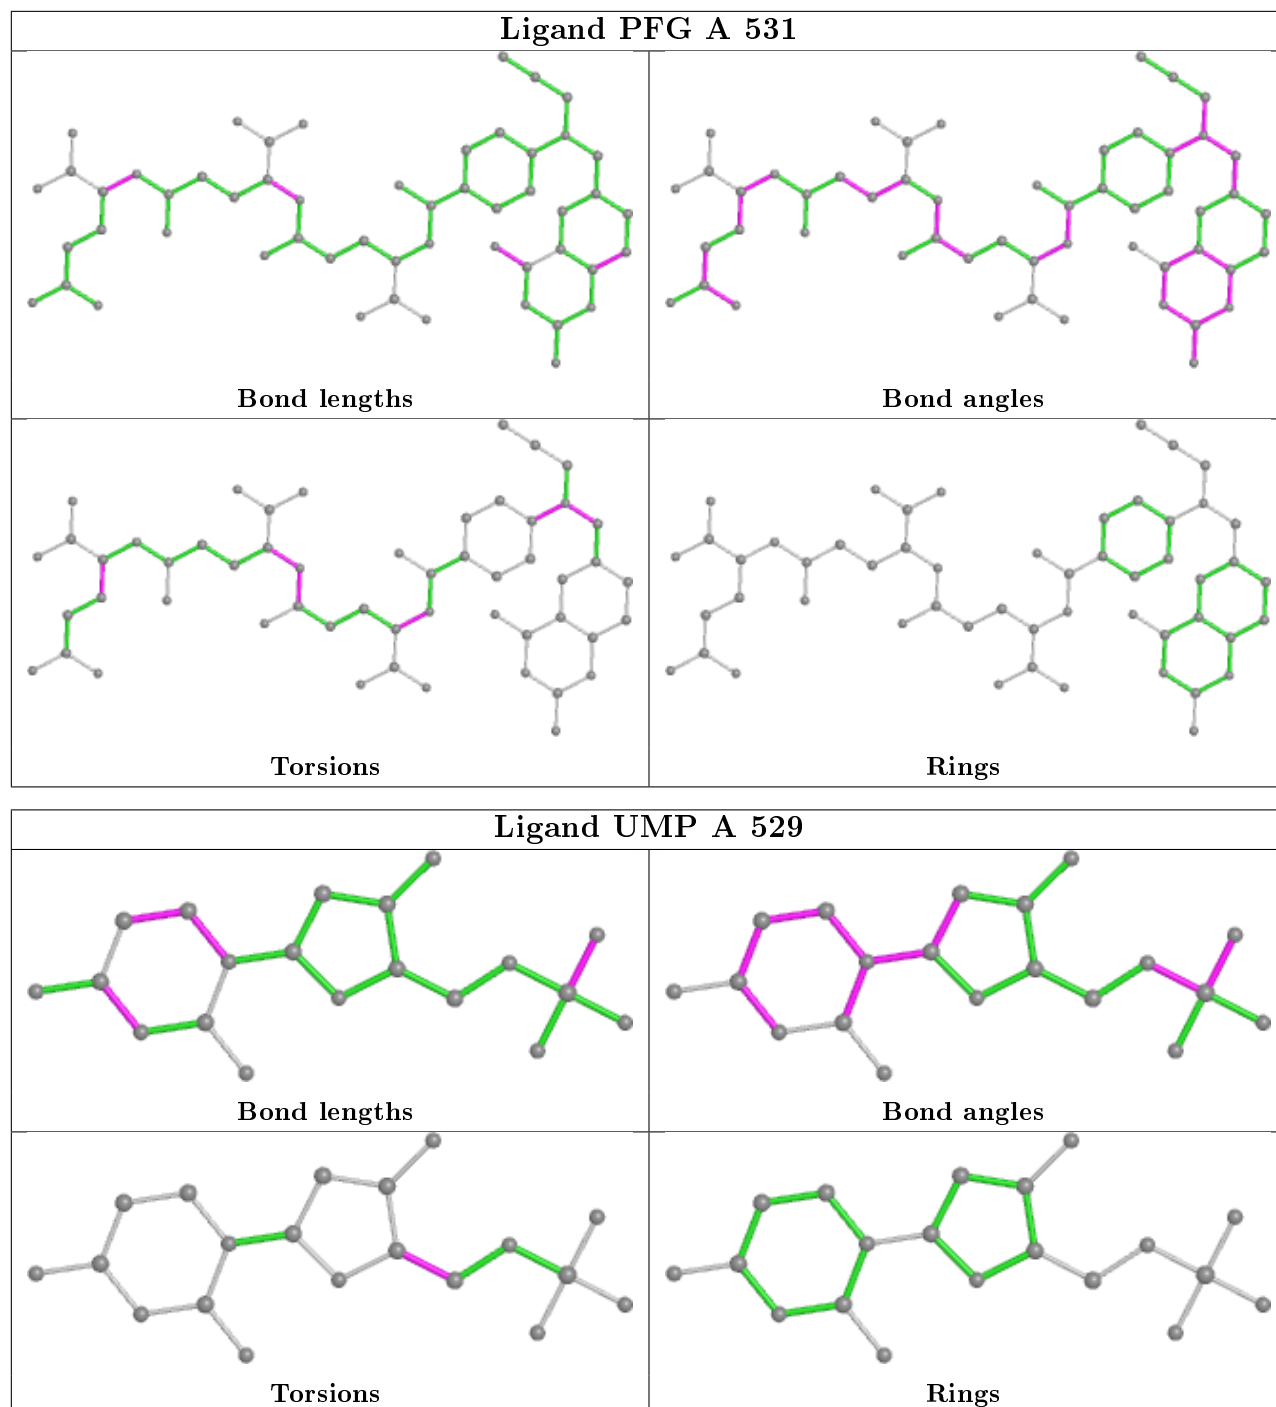 Ligand PFG A 531
Bond lengths
Bond angles
Torsions
Rings
Ligand UMP A 529
Bond lengths
Bond angles
Torsions
Rings